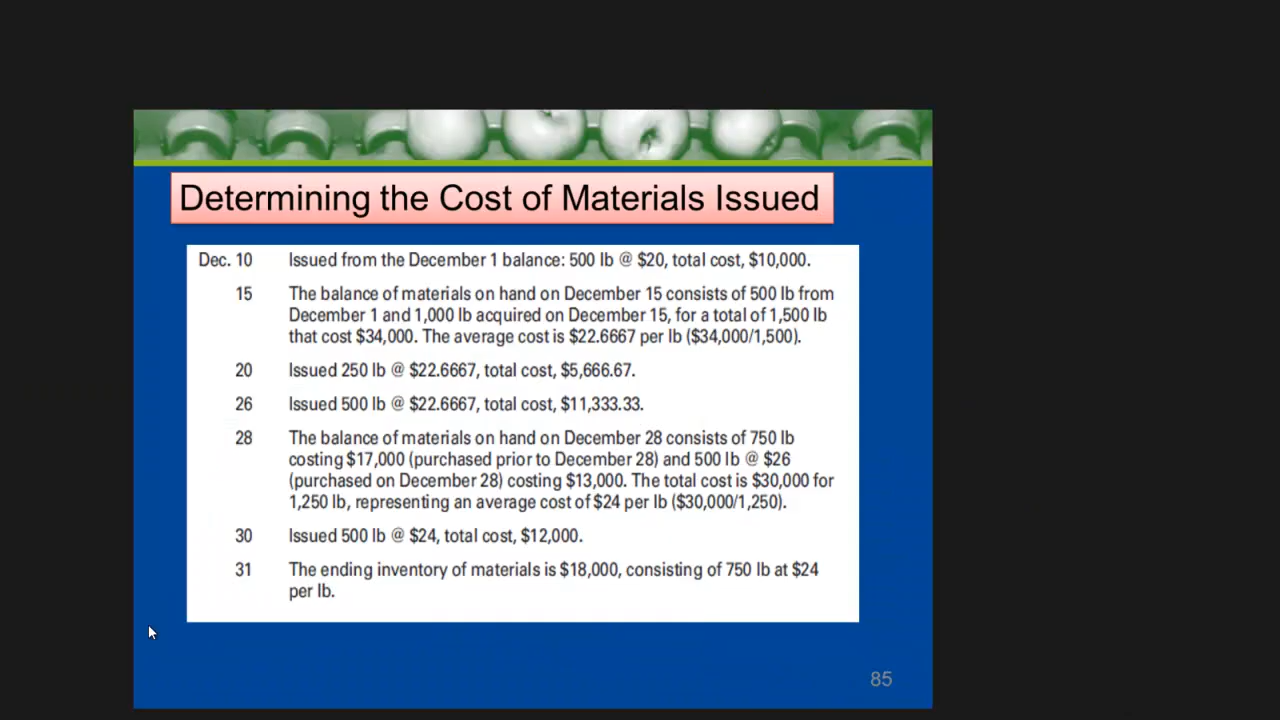 Determining the Cost of Materials Issued
Dec. 10 Issued from the December 1 balance: 500 lb @ $20, total cost, $10,000.
15 The balance of materials on hand on December 15 consists of 500 lb from
December 1 and 1,000 lb acquired on December 15, for a total of 1,500 lb
that cost $34,000. The average cost is $22.6667 per lb ($34,000/1,500).
20 Issued 250 lb @ $22.6667, total cost, $5,666.67.
26 Issued 500 lb @ $22.6667, total cost, $11,333.33.
28 The balance of materials on hand on December 28 consists of 750 lb
costing $17,000 (purchased prior to December 28) and 500 lb @ $26
(purchased on December 28) costing $13,000. The total cost is $30,000 for
1,250 lb, representing an average cost of $24 per lb ($30,000/1,250).
30 Issued 500 lb @ $24, total cost, $12,000.
31 The ending inventory of materials is $18,000, consisting of 750 lb at $24
per lb.
85